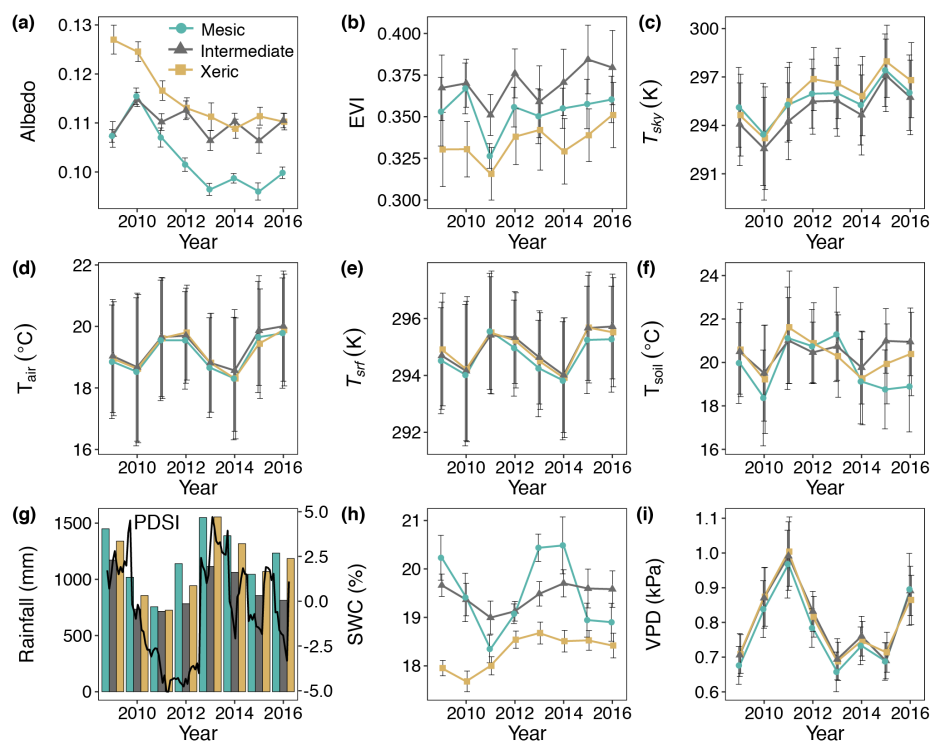 (a)
0.13
0.12
0.11
0.10
Albedo
Mesic
Intermediate
Xeric
2010 2012 2014 2016
Year
(b)
0.400
0.375
0.350
0.325
0.300
EVI
2010 2012 2014 2016
Year
(c)
300
297
294
291
Tsky (K)
2010 2012 2014 2016
Year
(d)
22
20
18
16
Tair (°C)
2010 2012 2014 2016
Year
(e)
296
294
292
Tsrf (K)
2010 2012 2014 2016
Year
(f)
24
22
20
18
16
Tsoil (°C)
2010 2012 2014 2016
Year
(g)
PDSI
1500
1000
500
0
Rainfall (mm)
5.0
2.5
0.0
-2.5
-5.0
2010 2012 2014 2016
Year
(h)
21
20
19
18
SWC (%)
2010 2012 2014 2016
Year
(i)
1.1
1.0
0.9
0.8
0.7
0.6
VPD (kPa)
2010 2012 2014 2016
Year